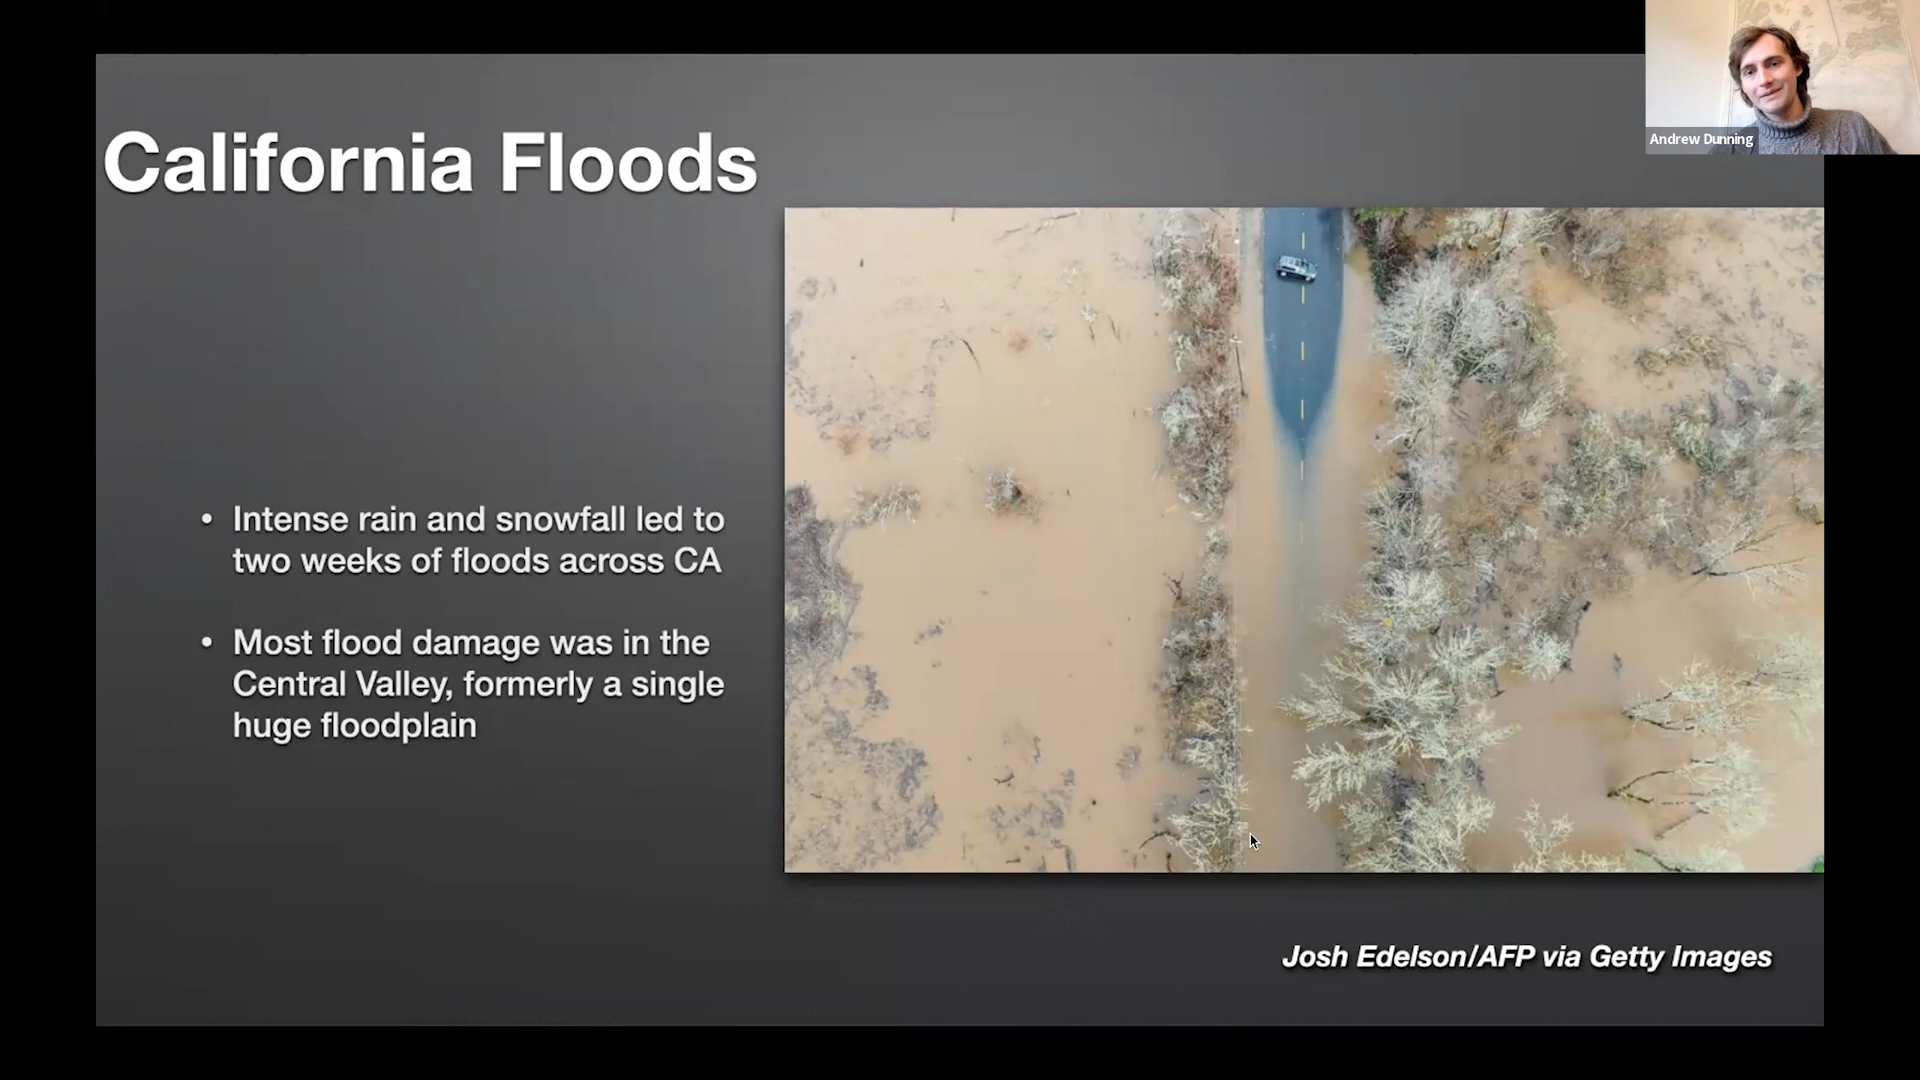 Andrew Dunning
California Floods
• Intense rain and snowfall led to
two weeks of floods across CA
• Most flood damage was in the
Central Valley, formerly a single
huge floodplain
Josh Edelson/AFP via Getty Images